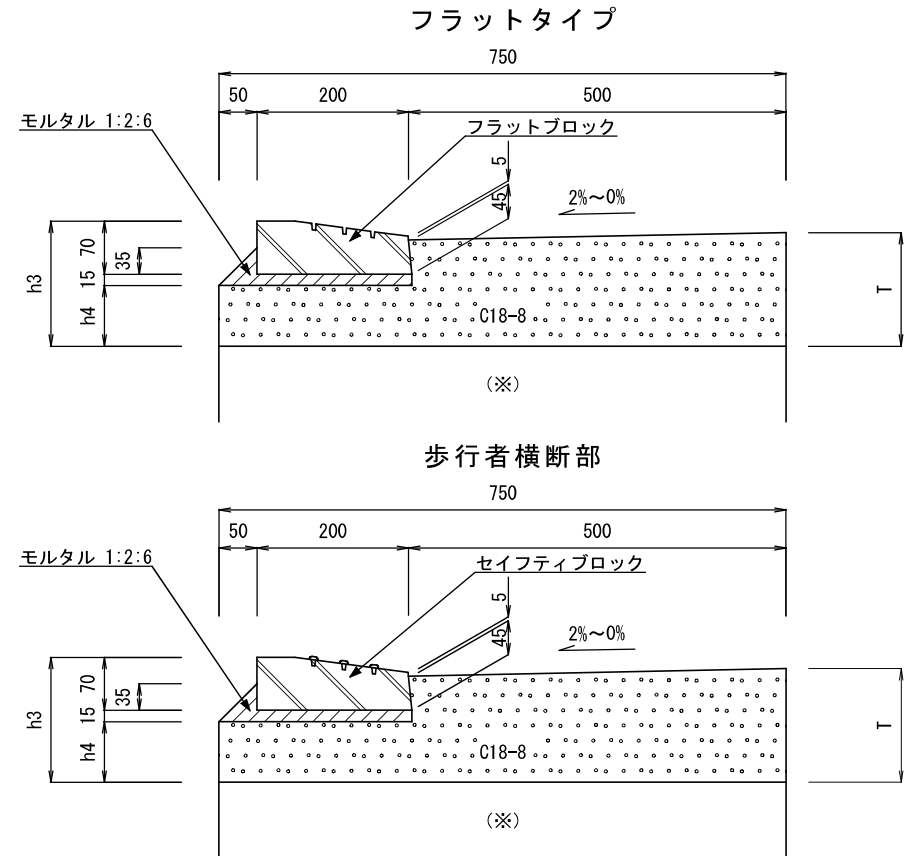 フラットタイプ
750
50 200 500
モルタル 1:2:6
フラットブロック
5
45
2%～0%
h3
70
35
15
h4
C18-8
T
(※)
歩行者横断部
750
50 200 500
モルタル 1:2:6
セイフティブロック
5
45
2%～0%
h3
70
35
15
h4
C18-8
T
(※)